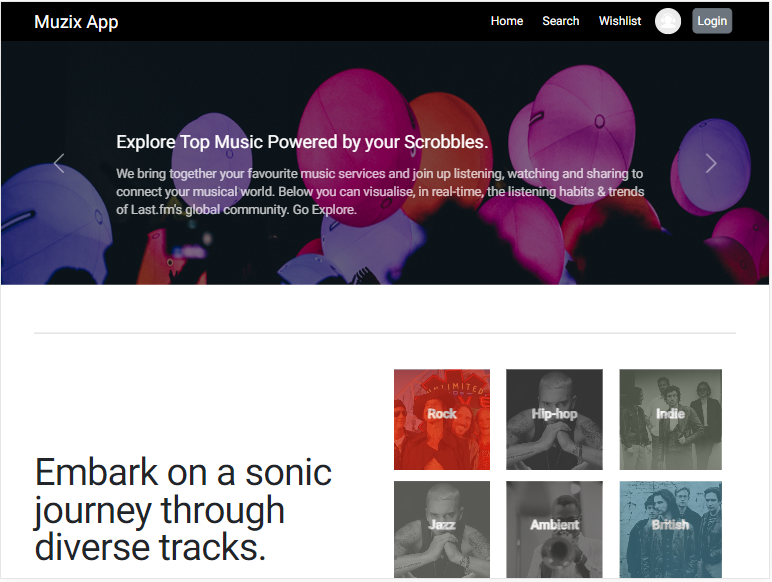 Muzix App
Home Search Wishlist Login
Explore Top Music Powered by your Scrobbles.
We bring together your favourite music services and join up listening, watching and sharing to
connect your musical world. Below you can visualise, in real-time, the listening habits & trends
of Last.fm's global community. Go Explore.
LIMITED
Rock Hip-hop Indie
Embark on a sonic
journey through
diverse tracks.
Jazz Ambient British